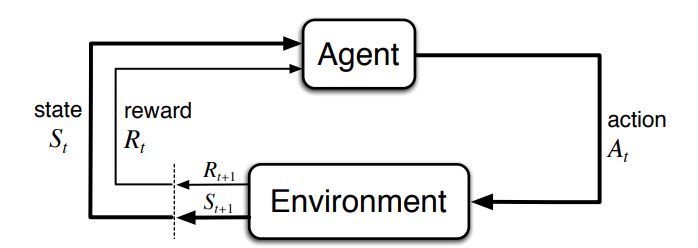 Agent
state
S_t
reward
R_t
action
A_t
R_{t+1}
S_{t+1}
Environment